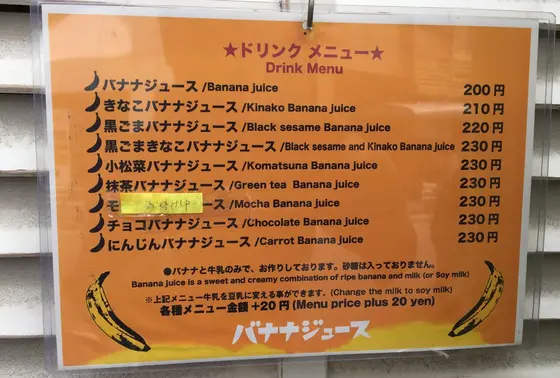 ★ドリンク メニュー★
Drink Menu
バナナジュース /Banana juice 200円
きなこバナナジュース /Kinako Banana juice 210円
黒ごまバナナジュース /Black sesame Banana juice 220円
黒ごまきなこバナナジュース /Black sesame and Kinako Banana juice 230円
小松菜バナナジュース /Komatsuna Banana juice 230円
抹茶バナナジュース /Green tea Banana juice 230円
モ ース /Mocha Banana juice 230円
チョコバナナジュース /Chocolate Banana juice 230円
にんじんバナナジュース /Carrot Banana juice 230円
●バナナと牛乳のみで、お作りしております。砂糖は入っておりません。
Banana juice is a sweet and creamy combination of ripe banana and milk (or Soy milk)
※上記メニュー牛乳を豆乳に変える事ができます。(Change the milk to soy milk)
各種メニュー金額 +20円 (Menu price plus 20 yen)
バナナジュース